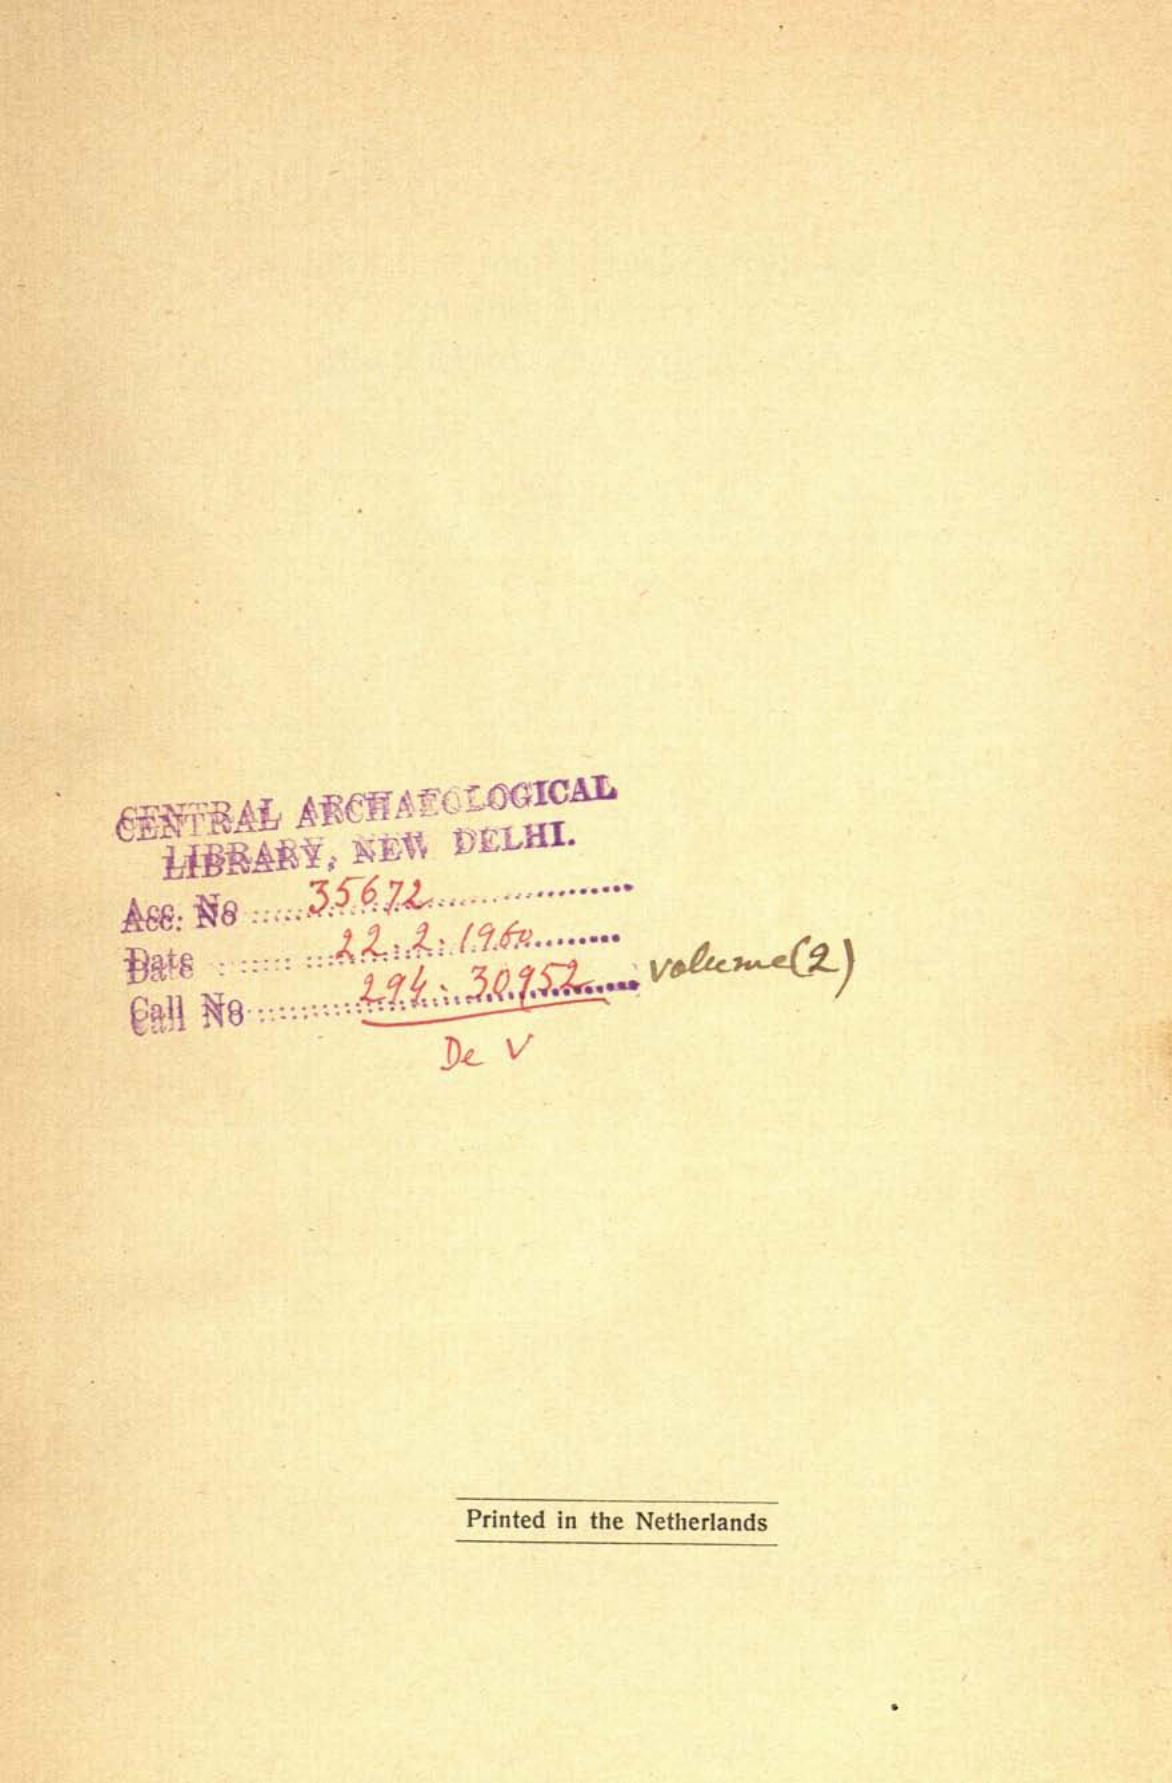 CENTRAL ARCHAEOLOGICAL
LIBRARY, NEW DELHI.
Acc. No 35672
Date 22.2.1960
Call No 294.30952 volume(2)
De V
Printed in the Netherlands